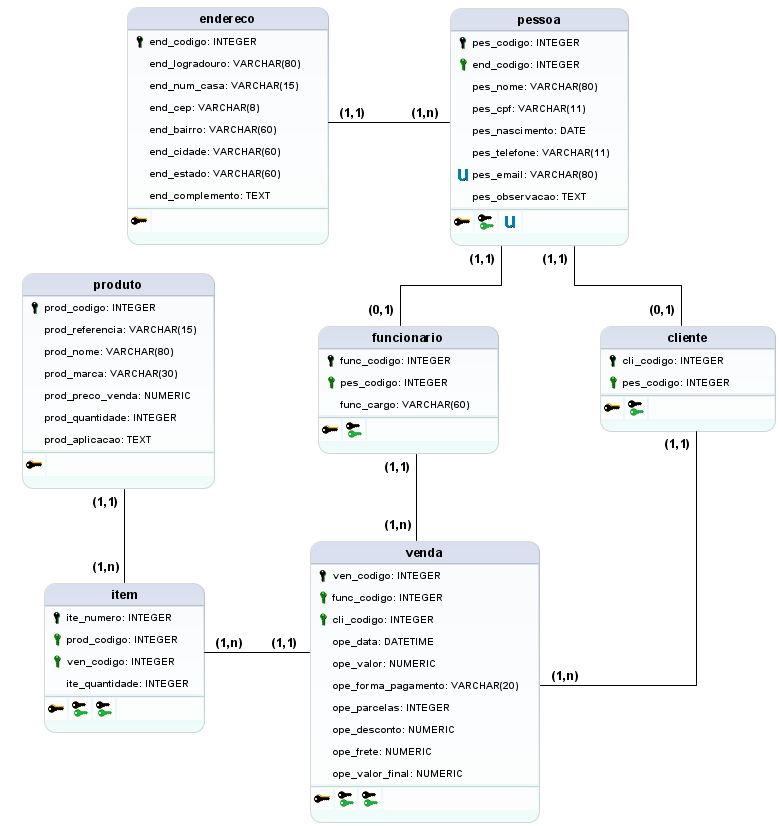 endereco
end_codigo: INTEGER
end_logradouro: VARCHAR(80)
end_num_casa: VARCHAR(15)
end_cep: VARCHAR(8)
end_bairro: VARCHAR(60)
end_cidade: VARCHAR(60)
end_estado: VARCHAR(60)
end_complemento: TEXT
(1,1)
(1,n)
pessoa
pes_codigo: INTEGER
end_codigo: INTEGER
pes_nome: VARCHAR(80)
pes_cpf: VARCHAR(11)
pes_nascimento: DATE
pes_telefone: VARCHAR(11)
u pes_email: VARCHAR(80)
pes_observacao: TEXT
u
(1,1)
(1,1)
(0,1)
(0,1)
produto
prod_codigo: INTEGER
prod_referencia: VARCHAR(15)
prod_nome: VARCHAR(80)
prod_marca: VARCHAR(30)
prod_preco_venda: NUMERIC
prod_quantidade: INTEGER
prod_aplicacao: TEXT
(1,1)
(1,n)
funcionario
func_codigo: INTEGER
pes_codigo: INTEGER
func_cargo: VARCHAR(60)
(1,1)
(1,n)
cliente
cli_codigo: INTEGER
pes_codigo: INTEGER
(1,1)
(1,n)
item
ite_numero: INTEGER
prod_codigo: INTEGER
ven_codigo: INTEGER
ite_quantidade: INTEGER
(1,n)
(1,1)
venda
ven_codigo: INTEGER
func_codigo: INTEGER
cli_codigo: INTEGER
ope_data: DATETIME
ope_valor: NUMERIC
ope_forma_pagamento: VARCHAR(20)
ope_parcelas: INTEGER
ope_desconto: NUMERIC
ope_frete: NUMERIC
ope_valor_final: NUMERIC